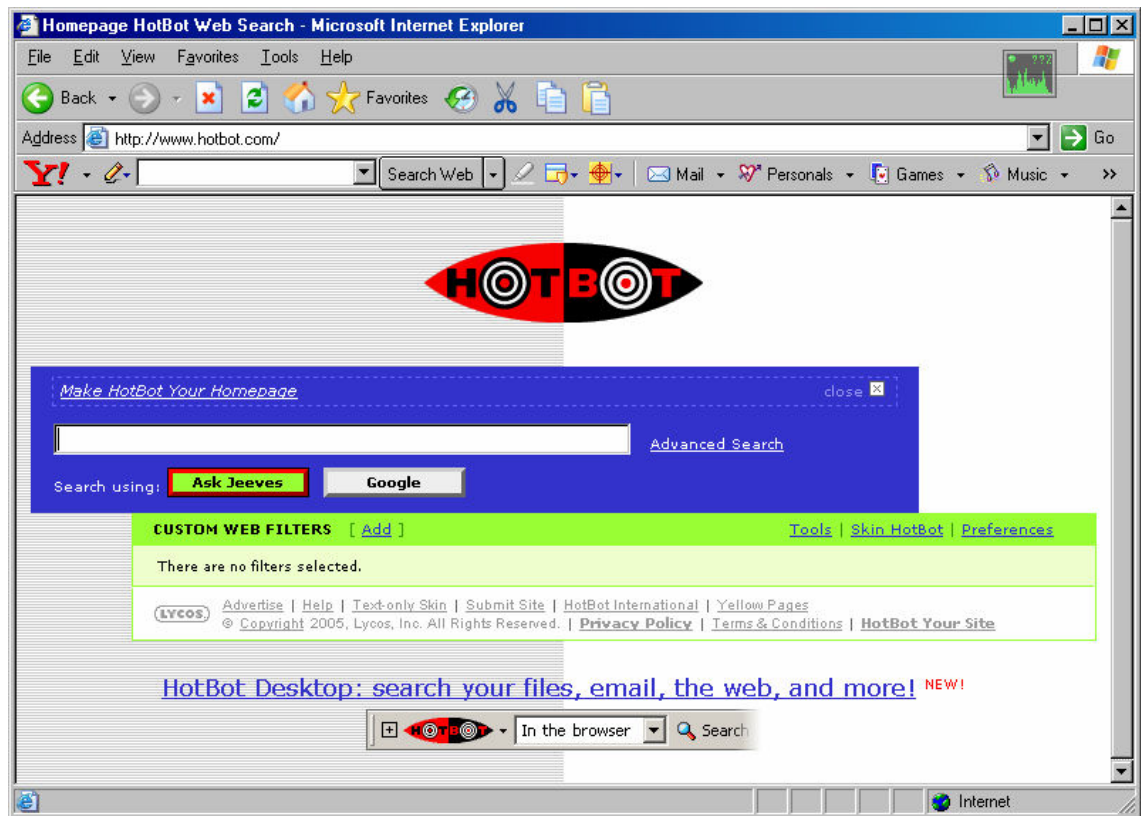 Homepage HotBot Web Search - Microsoft Internet Explorer
File Edit View Favorites Tools Help
Back Favorites
Address http://www.hotbot.com/ Go
Y! Search Web Mail Personals Games Music »
HOTBOT
Make HotBot Your Homepage close
Advanced Search
Search using: Ask Jeeves Google
CUSTOM WEB FILTERS [ Add ] Tools | Skin HotBot | Preferences
There are no filters selected.
LYCOS Advertise | Help | Text-only Skin | Submit Site | HotBot International | Yellow Pages
© Copyright 2005, Lycos, Inc. All Rights Reserved. | Privacy Policy | Terms & Conditions | HotBot Your Site
HotBot Desktop: search your files, email, the web, and more! NEW!
HOTBOT In the browser Search
Internet